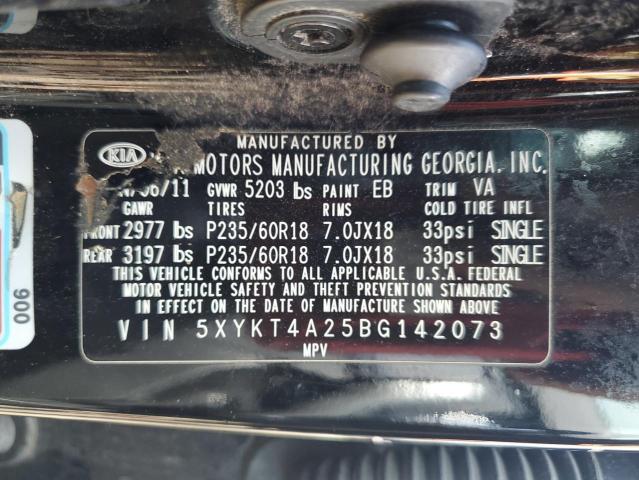 MANUFACTURED BY
KIA MOTORS MANUFACTURING GEORGIA, INC.
/11 GVWR 5203 lbs PAINT EB TRIM VA
GAWR TIRES RIMS COLD TIRE INFL
FRONT 2977 lbs P235/60R18 7.0JX18 33psi SINGLE
REAR 3197 lbs P235/60R18 7.0JX18 33psi SINGLE
THIS VEHICLE CONFORMS TO ALL APPLICABLE U.S.A. FEDERAL
MOTOR VEHICLE SAFETY AND THEFT PREVENTION STANDARDS
IN EFFECT ON THE DATE OF MANUFACTURE SHOWN ABOVE
VIN 5XYKT4A25BG142073
MPV
006